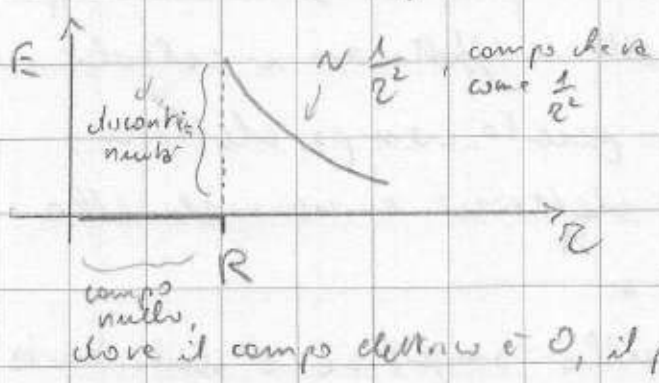 E
~ 1/r², campo che va
come 1/r²
discontinuità
R
r
campo
nullo,
dove il campo elettrico è 0, il p